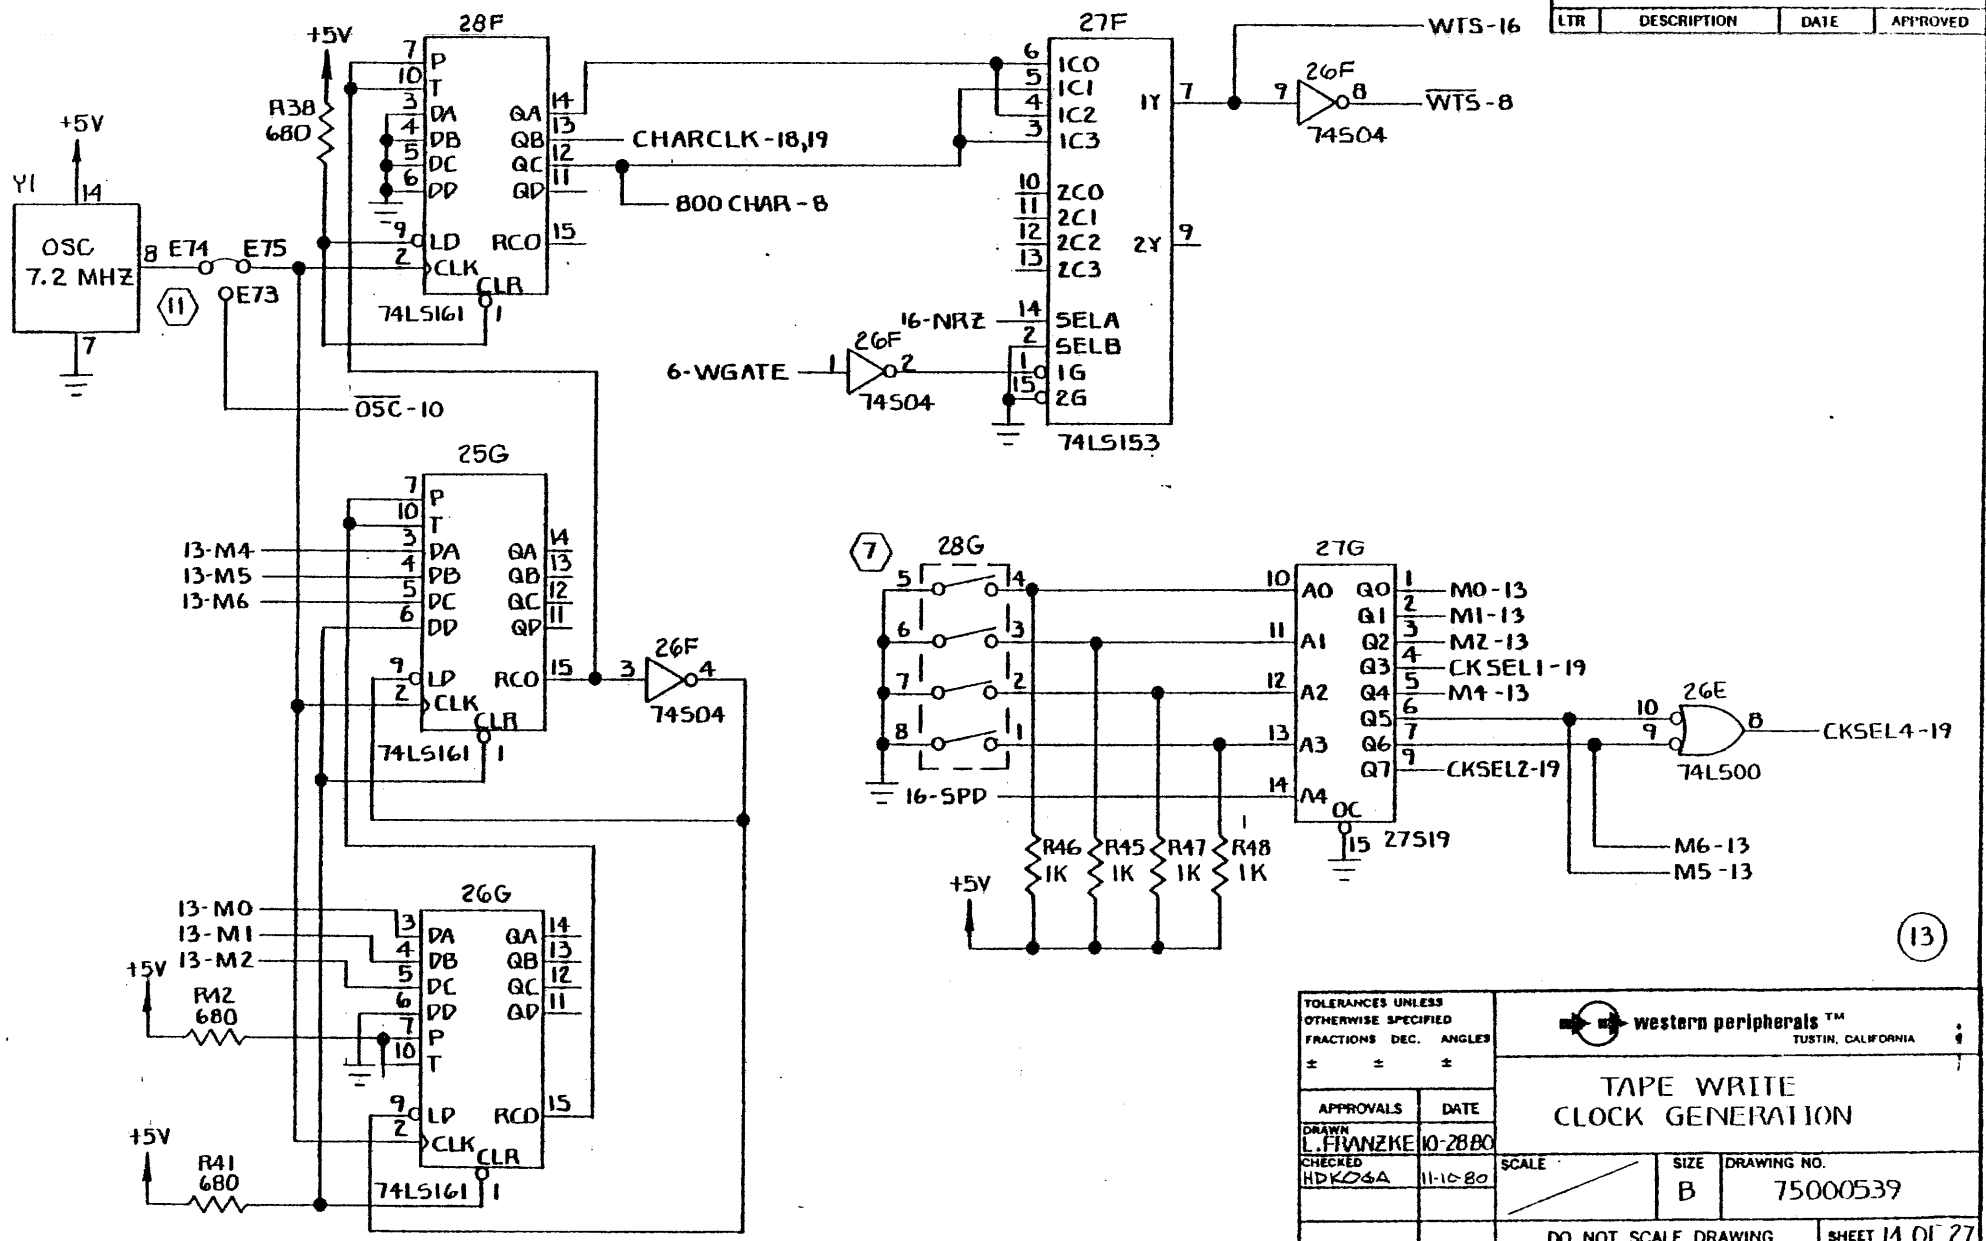 LTR DESCRIPTION DATE APPROVED
28F
+5V
R38
680
7 P
10 T
3 DA
4 DB
5 DC
6 DD
9 LD
2 CLK
CLR
1
QA 14
QB 13
QC 12
QD 11
RCO 15
74LS161
CHARCLK-18,19
800 CHAR-8
+5V
Y1
14
OSC
7.2 MHZ
8
7
E74 E75
E73
11
OSC-10
27F
6 1C0
5 1C1
4 1C2
3 1C3
10 2C0
11 2C1
12 2C2
13 2C3
14 SELA
2 SELB
1 1G
15 2G
1Y 7
2Y 9
74LS153
16-NRZ
6-WGATE
1 26F 2
74S04
WTS-16
9 26F 8
74S04
WTS-8
25G
7 P
10 T
13-M4 3 DA
13-M5 4 DB
13-M6 5 DC
6 DD
9 LD
2 CLK
CLR
1
QA 14
QB 13
QC 12
QD 11
RCO 15
74LS161
3 26F 4
74S04
26G
13-M0 3 DA
13-M1 4 DB
13-M2 5 DC
6 DD
7 P
10 T
9 LD
2 CLK
CLR
1
QA 14
QB 13
QC 12
QD 11
RCO 15
74LS161
+5V
R42
680
+5V
R41
680
7
28G
5 4
6 3
7 2
8 1
16-SPD
+5V
R46
1K
R45
1K
R47
1K
R48
1K
27G
10 A0
11 A1
12 A2
13 A3
14 A4
OC
15
27S19
Q0 1 M0-13
Q1 2 M1-13
Q2 3 M2-13
Q3 4 CKSEL1-19
Q4 5 M4-13
Q5 6
Q6 7
Q7 9 CKSEL2-19
26E
10
9
8
74LS00
CKSEL4-19
M6-13
M5-13
13
TOLERANCES UNLESS
OTHERWISE SPECIFIED
FRACTIONS DEC. ANGLES
± ± ±
APPROVALS DATE
DRAWN
L.FRANZKE 10-28-80
CHECKED
HDKOGA 11-10-80
western peripherals ™
TUSTIN, CALIFORNIA
TAPE WRITE
CLOCK GENERATION
SCALE
SIZE
B
DRAWING NO.
75000539
DO NOT SCALE DRAWING
SHEET 14 OF 27